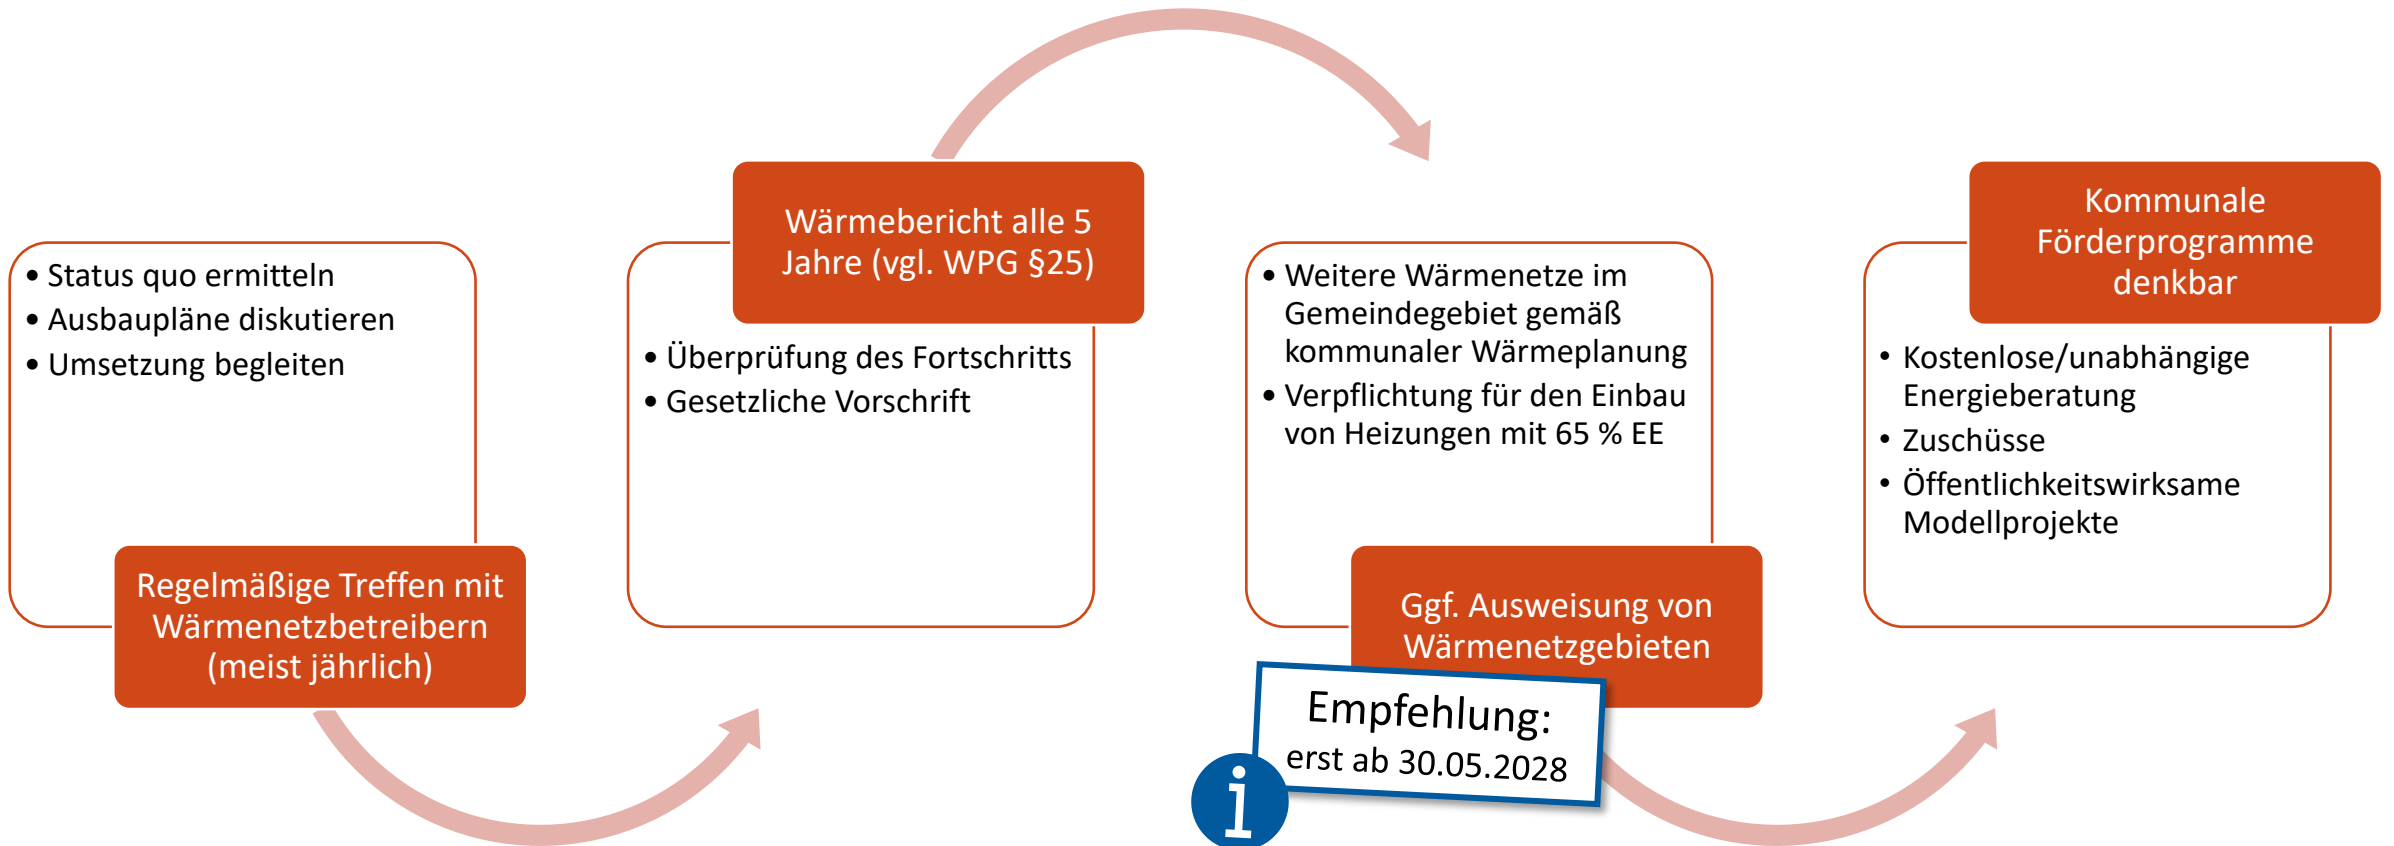 • Status quo ermitteln
• Ausbaupläne diskutieren
• Umsetzung begleiten
Regelmäßige Treffen mit
Wärmenetzbetreibern
(meist jährlich)
Wärmebericht alle 5
Jahre (vgl. WPG §25)
• Überprüfung des Fortschritts
• Gesetzliche Vorschrift
• Weitere Wärmenetze im
Gemeindegebiet gemäß
kommunaler Wärmeplanung
• Verpflichtung für den Einbau
von Heizungen mit 65 % EE
Ggf. Ausweisung von
Wärmenetzgebieten
Empfehlung:
erst ab 30.05.2028
i
Kommunale
Förderprogramme
denkbar
• Kostenlose/unabhängige
Energieberatung
• Zuschüsse
• Öffentlichkeitswirksame
Modellprojekte